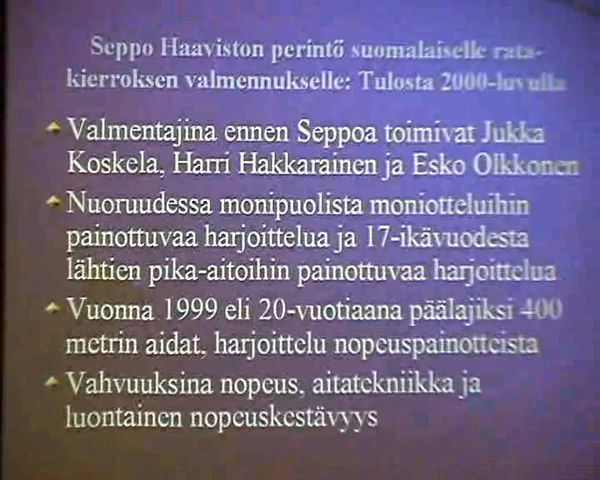 Seppo Haaviston perintö suomalaiselle rata-
kierroksen valmennukselle: Tulosta 2000-luvulla
Valmentajina ennen Seppoa toimivat Jukka
Koskela, Harri Hakkarainen ja Esko Olkkonen
Nuoruudessa monipuolista moniotteluihin
painottuvaa harjoittelua ja 17-ikävuodesta
lähtien pika-aitoihin painottuvaa harjoittelua
Vuonna 1999 eli 20-vuotiaana päälajiksi 400
metrin aidat, harjoittelu nopeuspainotteista
Vahvuuksina nopeus, aitatekniikka ja
luontainen nopeuskestävyys